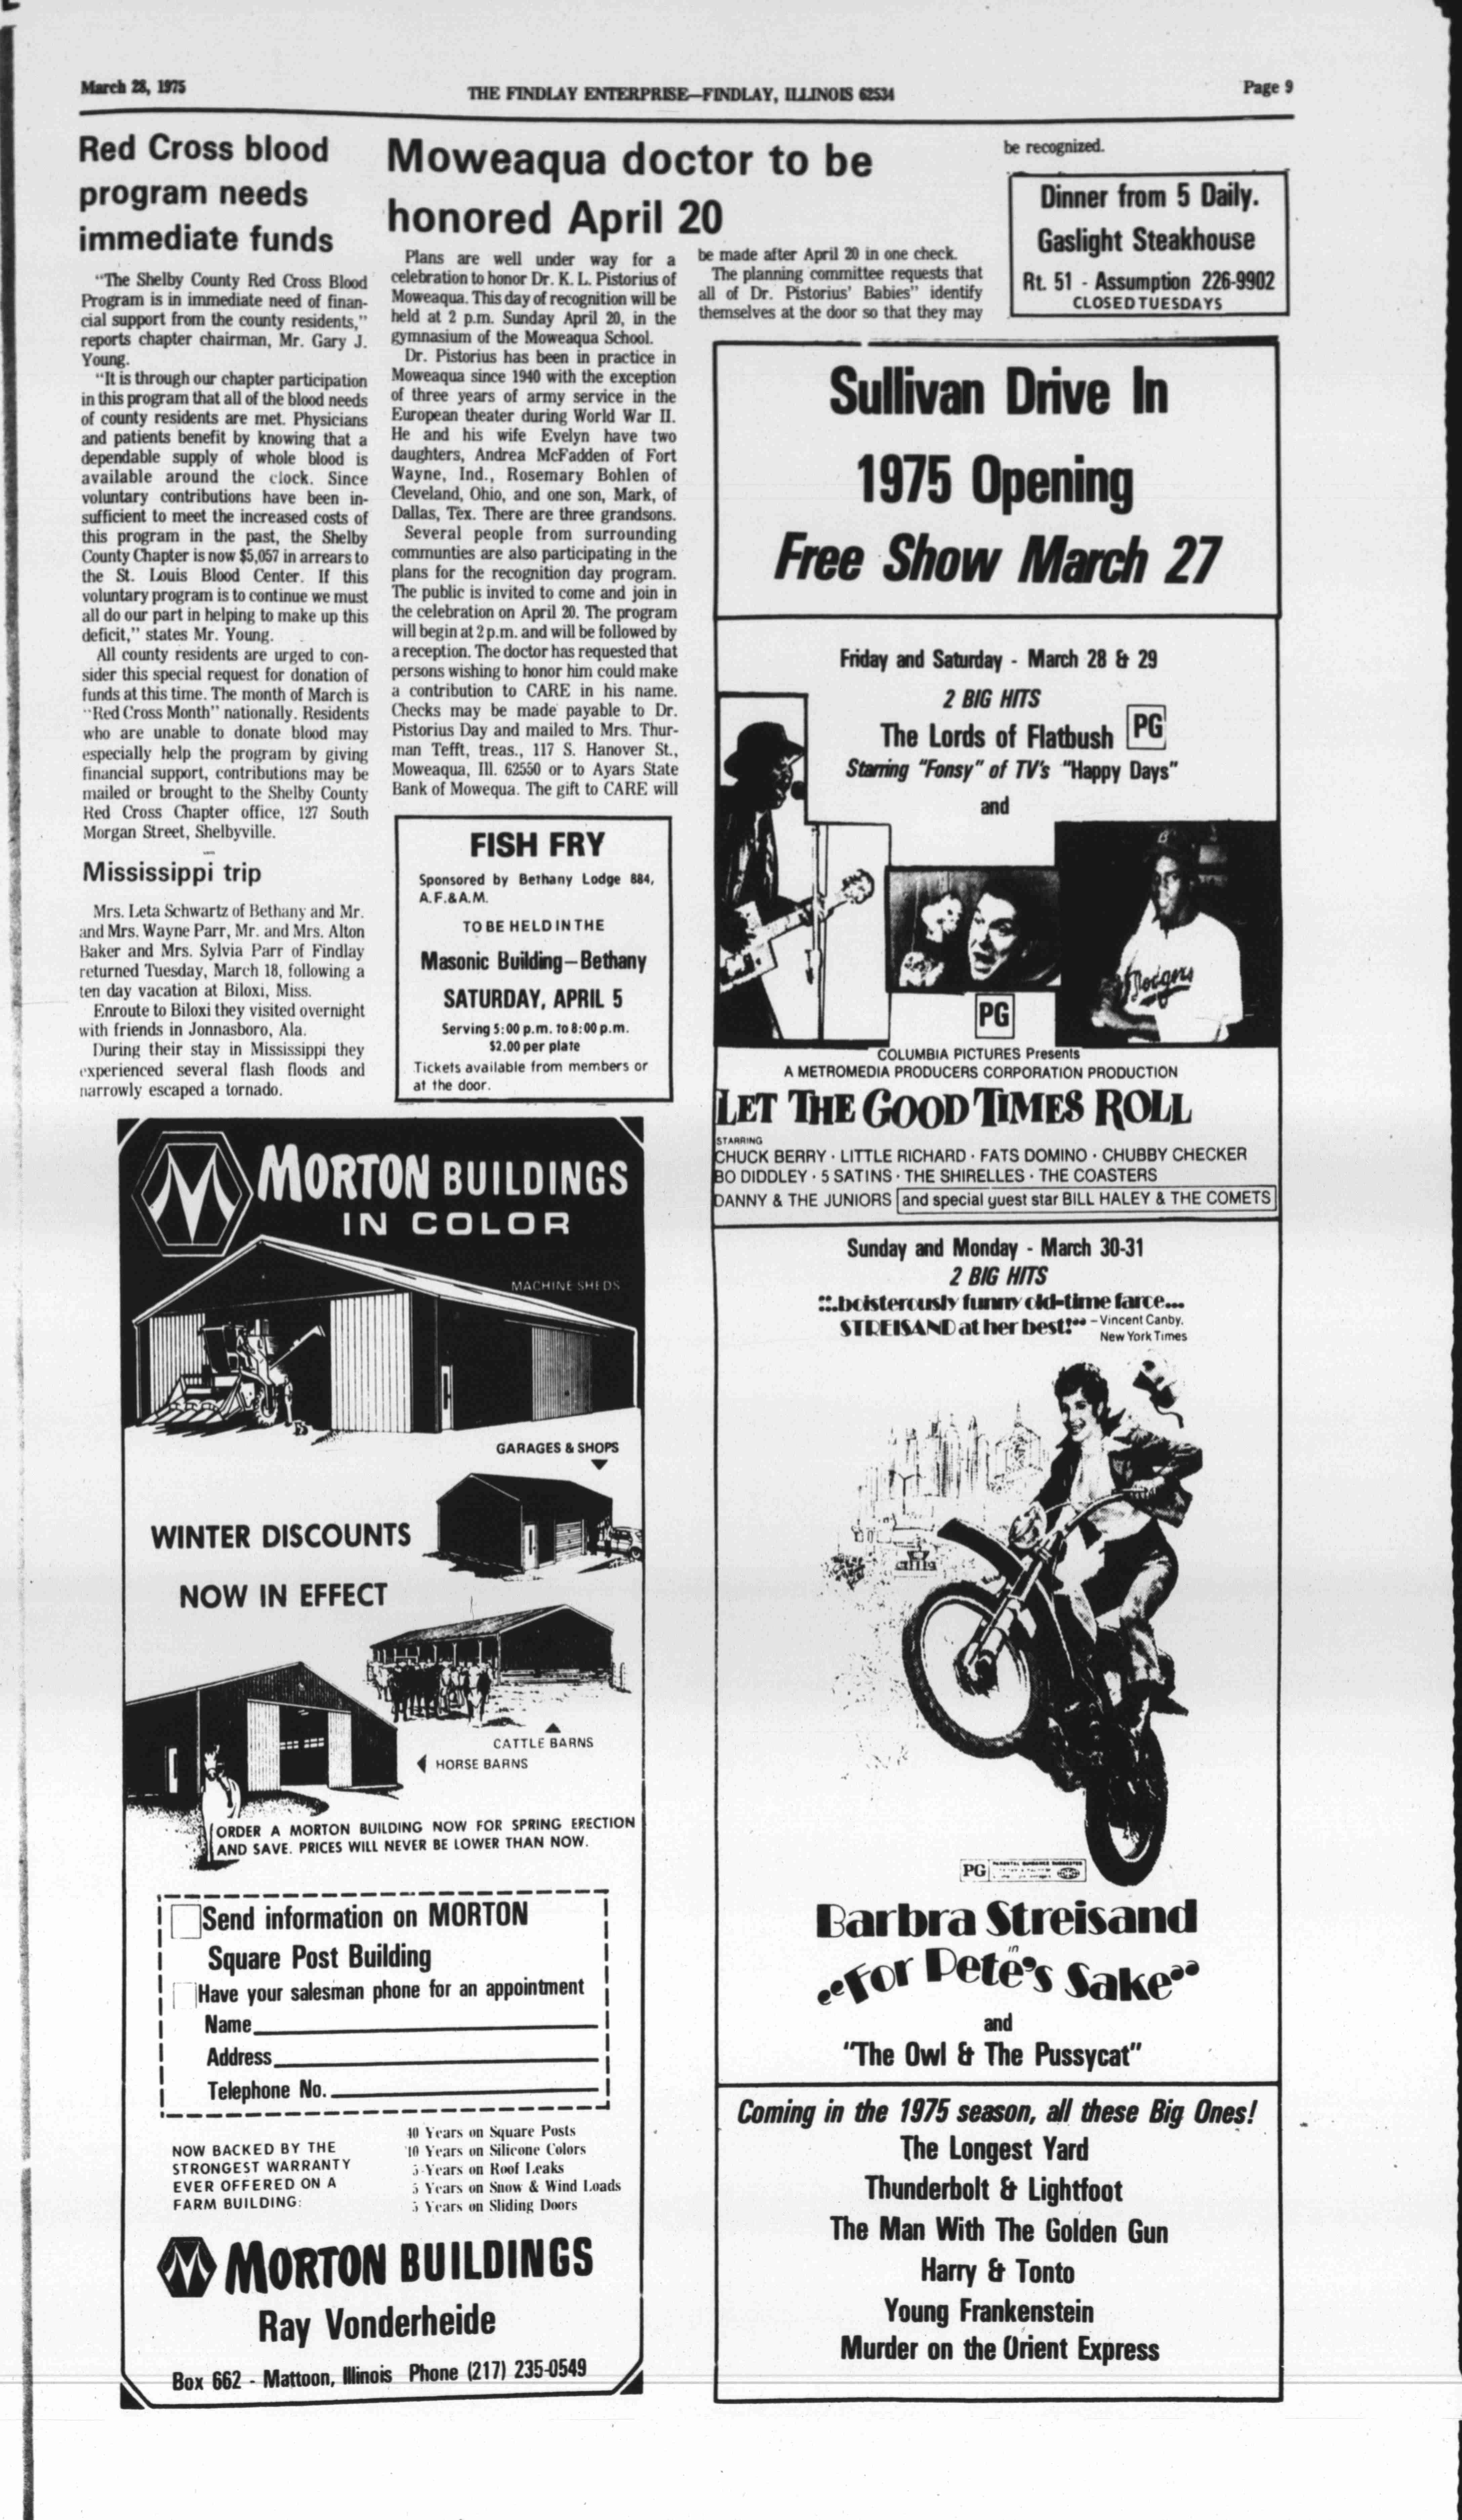 March 28, 1975
THE FINDLAY ENTERPRISE—FINDLAY, ILLINOIS 62534
Page 9
Red Cross blood
program needs
immediate funds
"The Shelby County Red Cross Blood
Program is in immediate need of finan-
cial support from the county residents,"
reports chapter chairman, Mr. Gary J.
Young.
"It is through our chapter participation
in this program that all of the blood needs
of county residents are met. Physicians
and patients benefit by knowing that a
dependable supply of whole blood is
available around the clock. Since
voluntary contributions have been in-
sufficient to meet the increased costs of
this program in the past, the Shelby
County Chapter is now $5,057 in arrears to
the St. Louis Blood Center. If this
voluntary program is to continue we must
all do our part in helping to make up this
deficit," states Mr. Young.
All county residents are urged to con-
sider this special request for donation of
funds at this time. The month of March is
"Red Cross Month" nationally. Residents
who are unable to donate blood may
especially help the program by giving
financial support, contributions may be
mailed or brought to the Shelby County
Red Cross Chapter office, 127 South
Morgan Street, Shelbyville.
Mississippi trip
Mrs. Leta Schwartz of Bethany and Mr.
and Mrs. Wayne Parr, Mr. and Mrs. Alton
Baker and Mrs. Sylvia Parr of Findlay
returned Tuesday, March 18, following a
ten day vacation at Biloxi, Miss.
Enroute to Biloxi they visited overnight
with friends in Jonnasboro, Ala.
During their stay in Mississippi they
experienced several flash floods and
narrowly escaped a tornado.
Moweaqua doctor to be
honored April 20
Plans are well under way for a
celebration to honor Dr. K. L. Pistorius of
Moweaqua. This day of recognition will be
held at 2 p.m. Sunday April 20, in the
gymnasium of the Moweaqua School.
Dr. Pistorius has been in practice in
Moweaqua since 1940 with the exception
of three years of army service in the
European theater during World War II.
He and his wife Evelyn have two
daughters, Andrea McFadden of Fort
Wayne, Ind., Rosemary Bohlen of
Cleveland, Ohio, and one son, Mark, of
Dallas, Tex. There are three grandsons.
Several people from surrounding
communties are also participating in the
plans for the recognition day program.
The public is invited to come and join in
the celebration on April 20. The program
will begin at 2 p.m. and will be followed by
a reception. The doctor has requested that
persons wishing to honor him could make
a contribution to CARE in his name.
Checks may be made payable to Dr.
Pistorius Day and mailed to Mrs. Thur-
man Tefft, treas., 117 S. Hanover St.,
Moweaqua, Ill. 62550 or to Ayars State
Bank of Mowequa. The gift to CARE will
be made after April 20 in one check.
The planning committee requests that
all of Dr. Pistorius' Babies" identify
themselves at the door so that they may
be recognized.
FISH FRY
Sponsored by Bethany Lodge 884,
A.F.&A.M.
TO BE HELD IN THE
Masonic Building—Bethany
SATURDAY, APRIL 5
Serving 5:00 p.m. to 8:00 p.m.
$2.00 per plate
Tickets available from members or
at the door.
MORTON BUILDINGS
IN COLOR
MACHINE SHEDS
GARAGES & SHOPS
WINTER DISCOUNTS
NOW IN EFFECT
CATTLE BARNS
HORSE BARNS
ORDER A MORTON BUILDING NOW FOR SPRING ERECTION
AND SAVE. PRICES WILL NEVER BE LOWER THAN NOW.
Send information on MORTON
Square Post Building
Have your salesman phone for an appointment
Name
Address
Telephone No.
NOW BACKED BY THE
STRONGEST WARRANTY
EVER OFFERED ON A
FARM BUILDING:
40 Years on Square Posts
10 Years on Silicone Colors
5 Years on Roof Leaks
5 Years on Snow & Wind Loads
5 Years on Sliding Doors
MORTON BUILDINGS
Ray Vonderheide
Box 662 - Mattoon, Illinois Phone (217) 235-0549
Dinner from 5 Daily.
Gaslight Steakhouse
Rt. 51 - Assumption 226-9902
CLOSED TUESDAYS
Sullivan Drive In
1975 Opening
Free Show March 27
Friday and Saturday - March 28 & 29
2 BIG HITS
The Lords of Flatbush PG
Starring "Fonsy" of TV's "Happy Days"
and
B
Dodgers
PG
COLUMBIA PICTURES Presents
A METROMEDIA PRODUCERS CORPORATION PRODUCTION
LET THE GOOD TIMES ROLL
STARRING
CHUCK BERRY · LITTLE RICHARD · FATS DOMINO · CHUBBY CHECKER
BO DIDDLEY · 5 SATINS · THE SHIRELLES · THE COASTERS
DANNY & THE JUNIORS and special guest star BILL HALEY & THE COMETS
Sunday and Monday - March 30-31
2 BIG HITS
"...boisterously funny old-time farce...
STREISAND at her best!" –Vincent Canby,
New York Times
PG PARENTAL GUIDANCE SUGGESTED
Barbra Streisand
in
"For Pete's Sake"
and
"The Owl & The Pussycat"
Coming in the 1975 season, all these Big Ones!
The Longest Yard
Thunderbolt & Lightfoot
The Man With The Golden Gun
Harry & Tonto
Young Frankenstein
Murder on the Orient Express